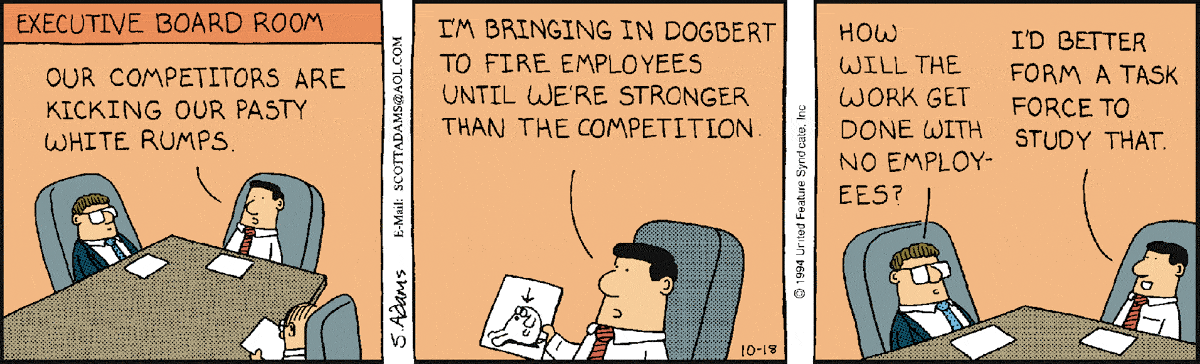 EXECUTIVE BOARD ROOM
OUR COMPETITORS ARE
KICKING OUR PASTY
WHITE RUMPS.
E-Mail: SCOTTADAMS@AOL.COM
S.Adams
I'M BRINGING IN DOGBERT
TO FIRE EMPLOYEES
UNTIL WE'RE STRONGER
THAN THE COMPETITION.
10-18
© 1994 United Feature Syndicate, Inc
HOW
WILL THE
WORK GET
DONE WITH
NO EMPLOY-
EES?
I'D BETTER
FORM A TASK
FORCE TO
STUDY THAT.